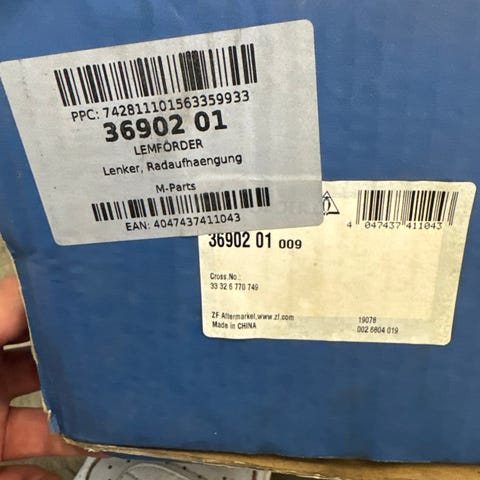 PPC: 742811101563359933
36902 01
LEMFÖRDER
Lenker, Radaufhaengung
M-Parts
EAN: 4047437411043
4 047437 411043
36902 01 009
Cross.No.:
33 32 6 770 749
ZF Aftermarket,www.zf.com
Made in CHINA
19078
002 6804 019